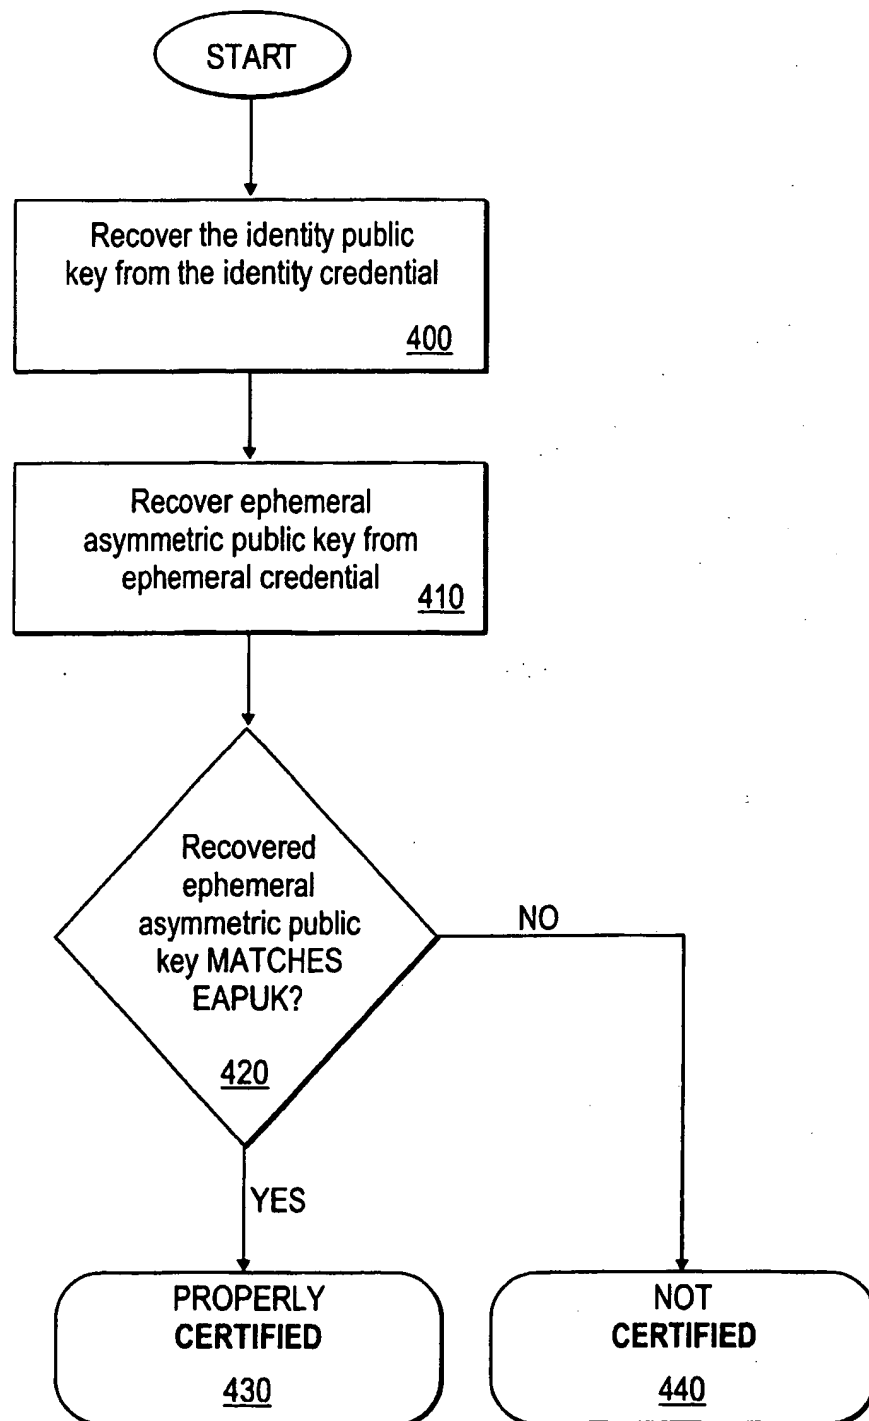 START
Recover the identity public
key from the identity credential
400
Recover ephemeral
asymmetric public key from
ephemeral credential
410
Recovered
ephemeral
asymmetric public
key MATCHES
EAPUK?
420
NO
YES
PROPERLY
CERTIFIED
430
NOT
CERTIFIED
440